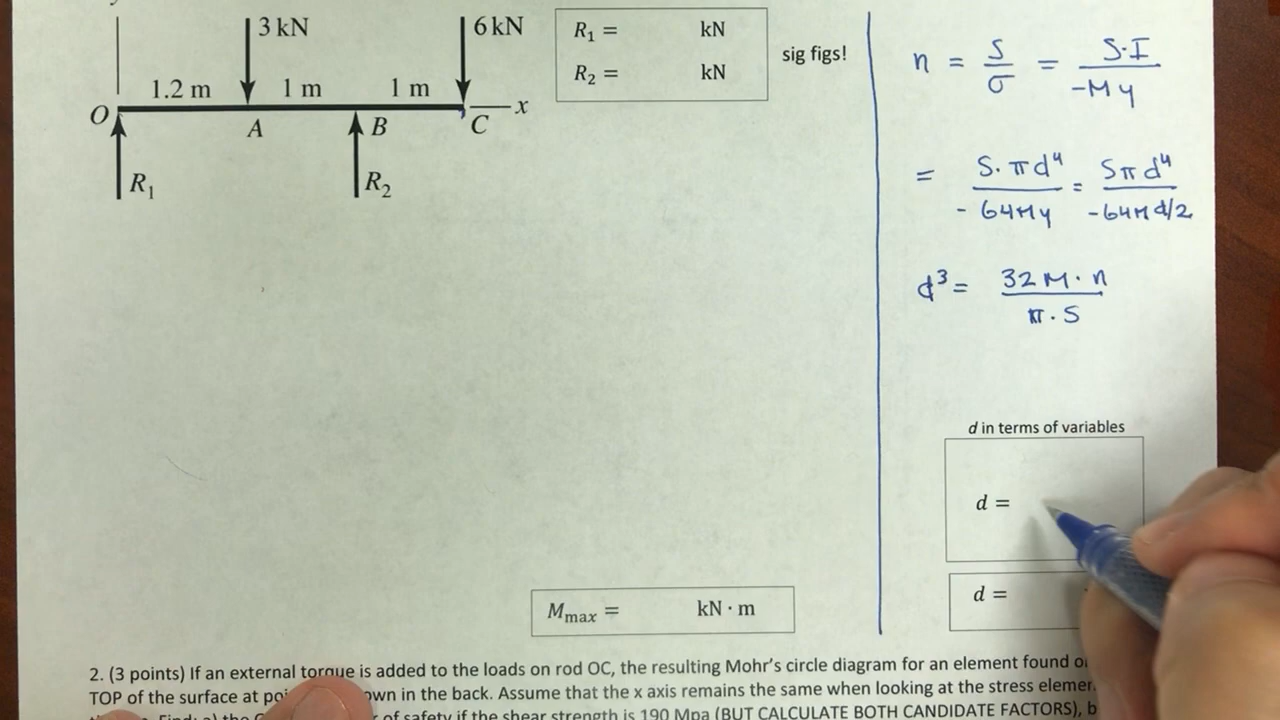 3 kN 6 kN
1.2 m 1 m 1 m
O A B C x
R1 R2
R1 = kN
R2 = kN
sig figs!
n = S/σ = S·I/-My
= S·πd⁴/-64My = Sπd⁴/-64Md/2
d³ = 32M·n/π·S
d in terms of variables
d =
d =
Mmax = kN · m
2. (3 points) If an external torque is added to the loads on rod OC, the resulting Mohr's circle diagram for an element found
TOP of the surface at own in the back. Assume that the x axis remains the same when looking at the stress
of safety if the shear strength is 190 Mpa (BUT CALCULATE BOTH CANDIDATE FACTORS),